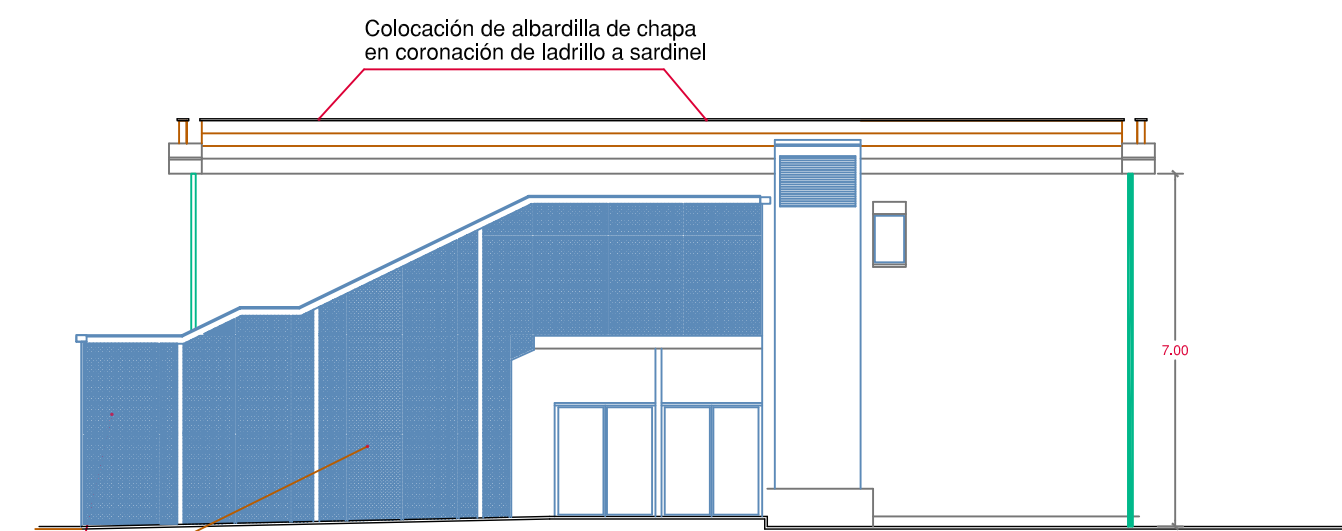 Colocación de albardilla de chapa
en coronación de ladrillo a sardinel
7.00